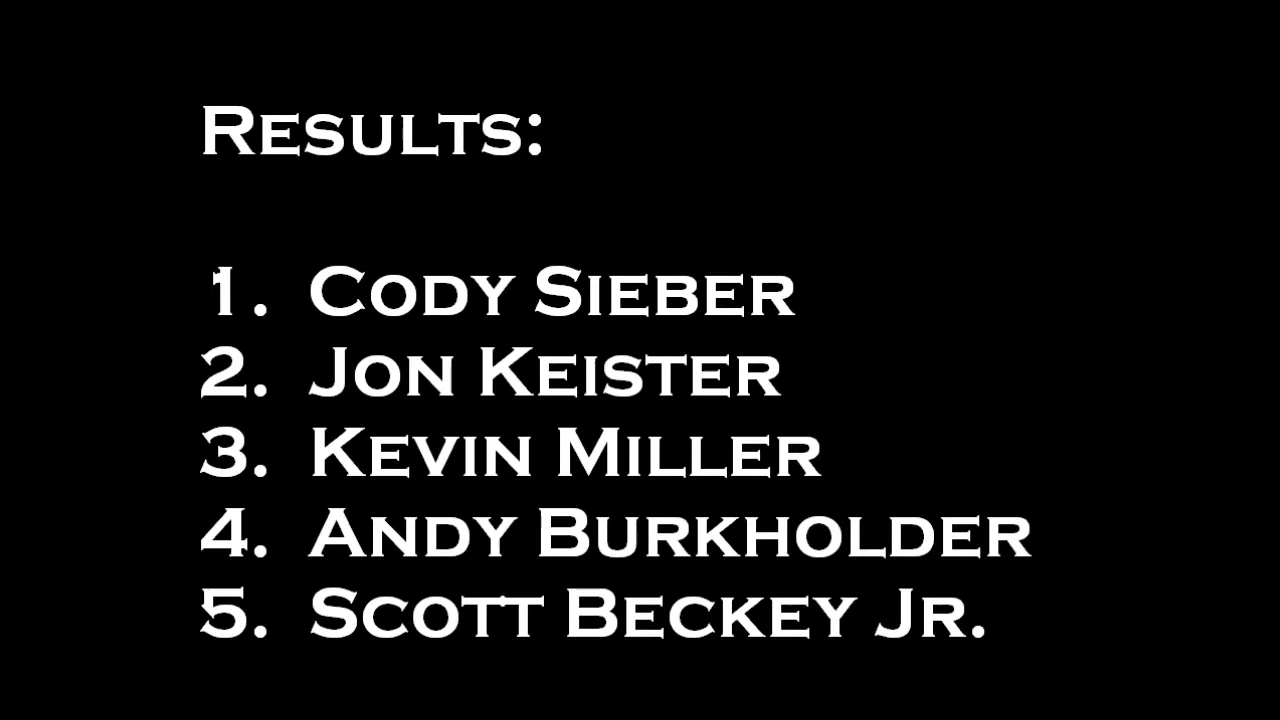 Results:
1. Cody Sieber
2. Jon Keister
3. Kevin Miller
4. Andy Burkholder
5. Scott Beckey Jr.